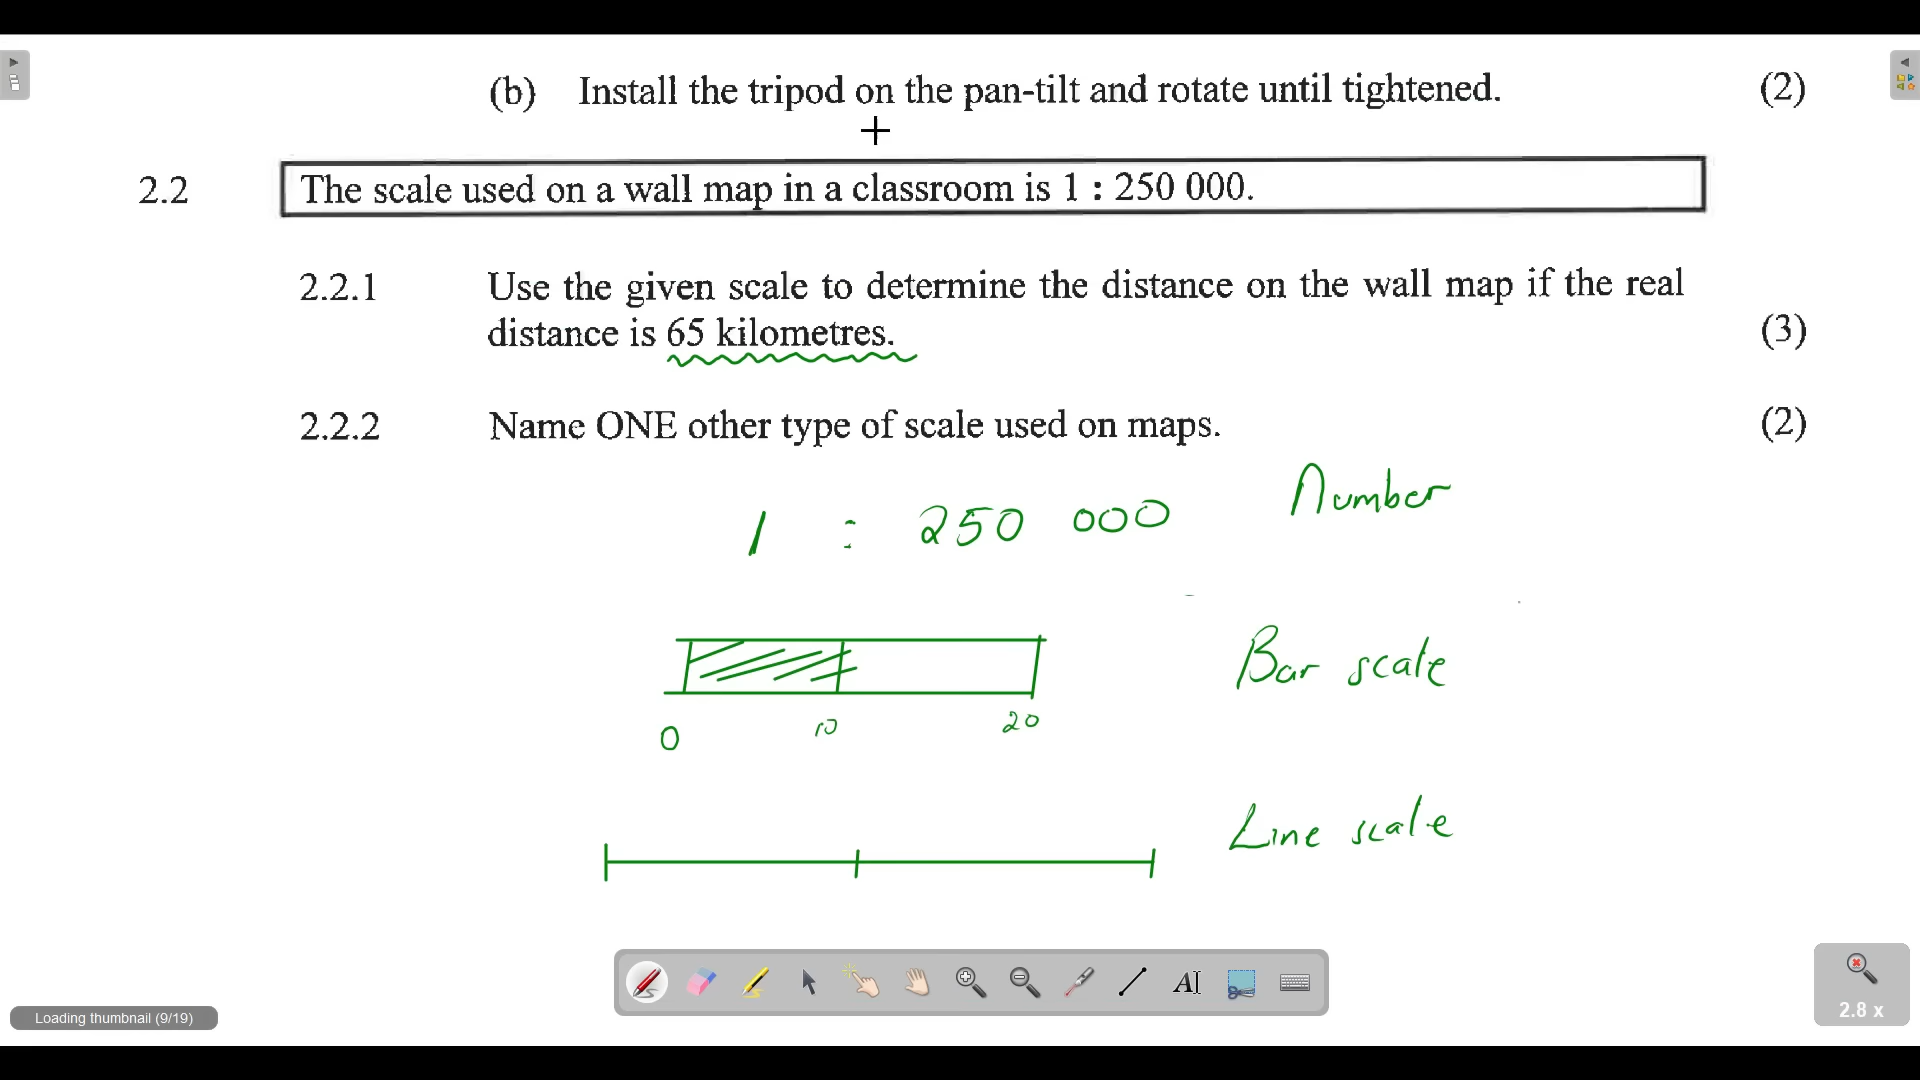 (b) Install the tripod on the pan-tilt and rotate until tightened. (2)
2.2 The scale used on a wall map in a classroom is 1 : 250 000.
2.2.1 Use the given scale to determine the distance on the wall map if the real
distance is 65 kilometres. (3)
2.2.2 Name ONE other type of scale used on maps. (2)
Number
1 : 250 000
Bar scale
0 10 20
Line scale
AI
Loading thumbnail (9/19)
2.8 x